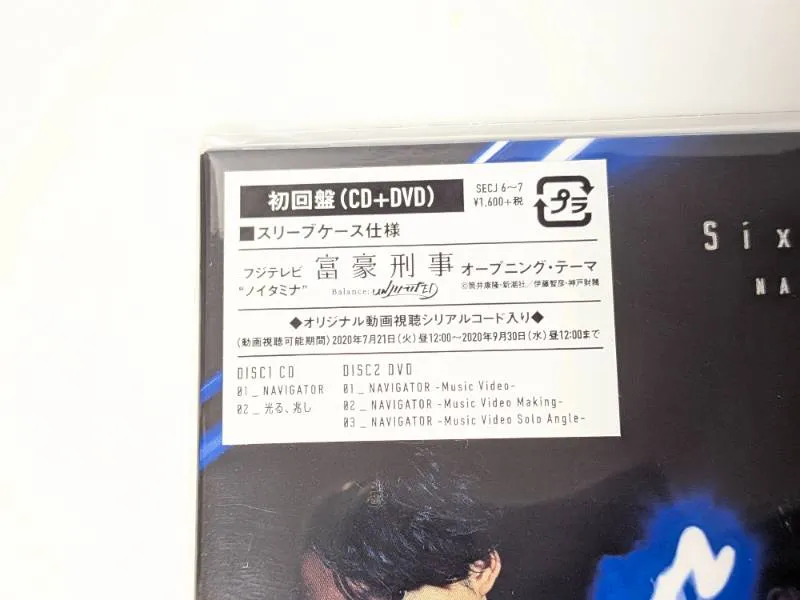 初回盤(CD+DVD)
SECJ 6〜7
¥1,600+税
プラ
■スリーブケース仕様
フジテレビ
“ノイタミナ”
富豪刑事
Balance: UNLIMITED
オープニング・テーマ
©筒井康隆・新潮社/伊藤智彦・神戸財閥
◆オリジナル動画視聴シリアルコード入り◆
(動画視聴可能期間)2020年7月21日(火)昼12:00〜2020年9月30日(水)昼12:00まで
DISC1 CD
01_ NAVIGATOR
02_ 光る、兆し
DISC2 DVD
01_ NAVIGATOR -Music Video-
02_ NAVIGATOR -Music Video Making-
03_ NAVIGATOR -Music Video Solo Angle-
Six
NA